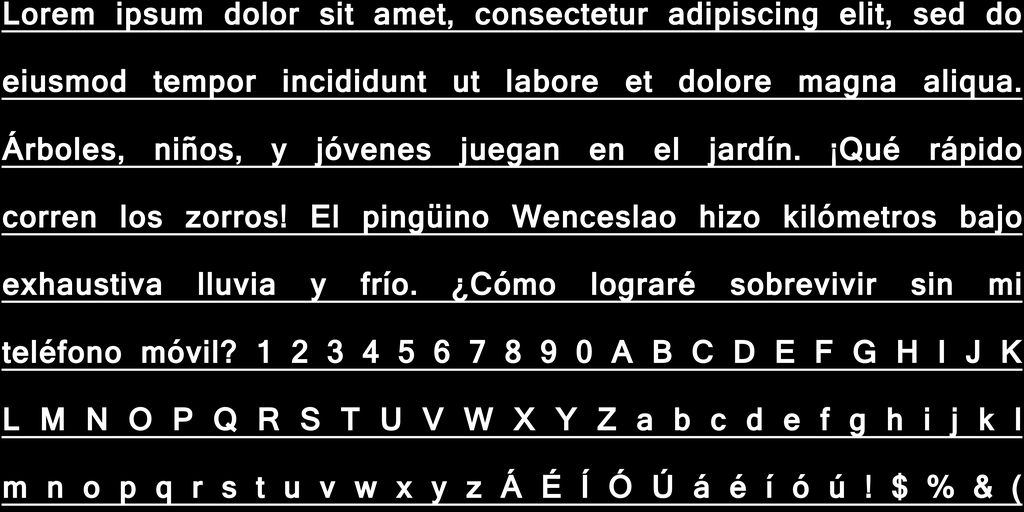 Lorem ipsum dolor sit amet, consectetur adipiscing elit, sed do
eiusmod tempor incididunt ut labore et dolore magna aliqua.
Árboles, niños, y jóvenes juegan en el jardín. ¡Qué rápido
corren los zorros! El pingüino Wenceslao hizo kilómetros bajo
exhaustiva lluvia y frío. ¿Cómo lograré sobrevivir sin mi
teléfono móvil? 1 2 3 4 5 6 7 8 9 0 A B C D E F G H I J K
L M N O P Q R S T U V W X Y Z a b c d e f g h i j k l
m n o p q r s t u v w x y z Á É Í Ó Ú á é í ó ú ! $ % & (